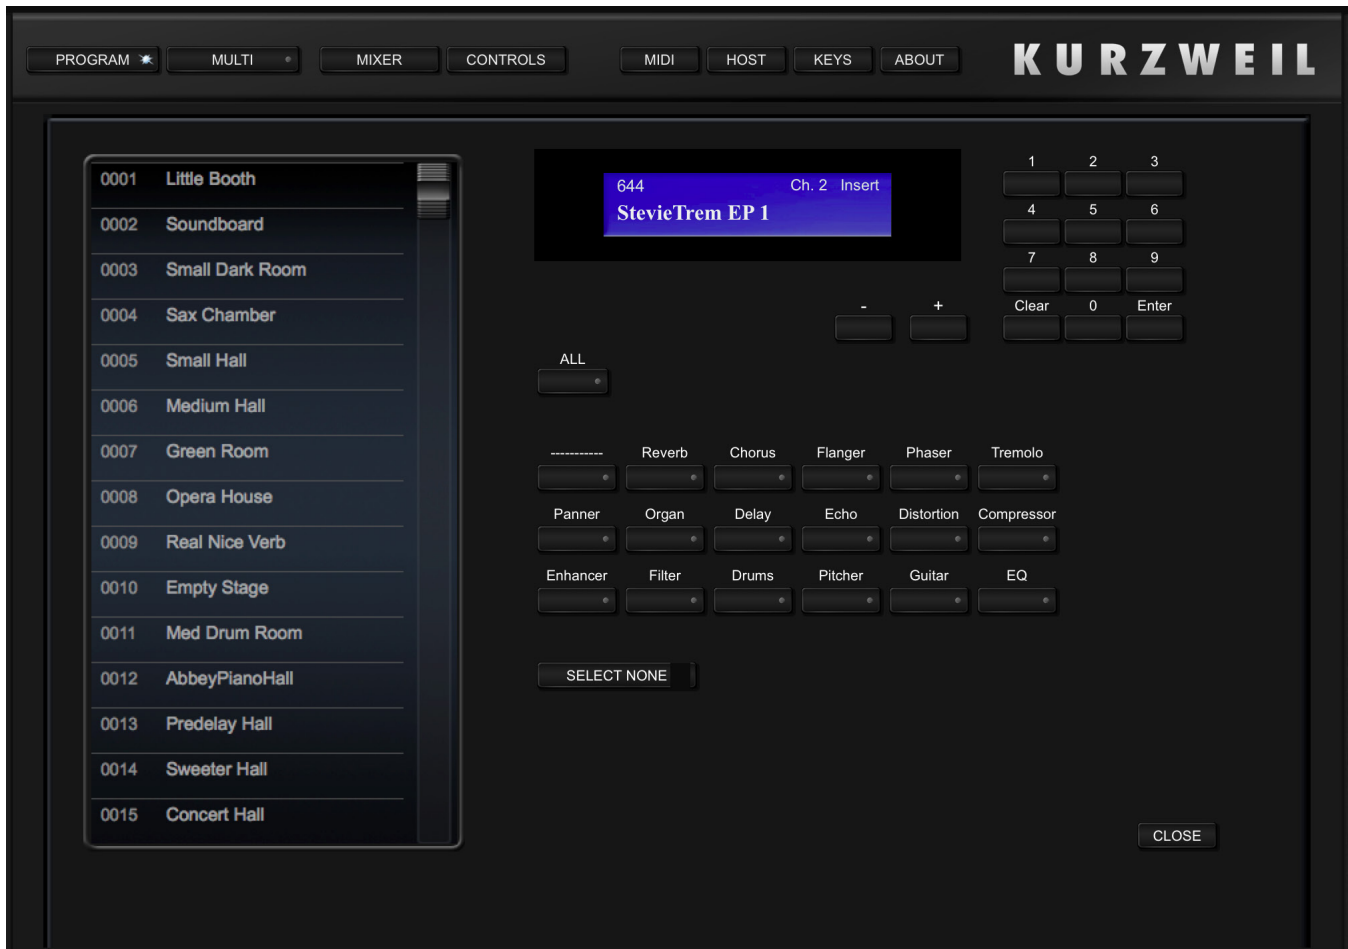 PROGRAM MULTI MIXER CONTROLS MIDI HOST KEYS ABOUT KURZWEIL
0001 Little Booth
0002 Soundboard
0003 Small Dark Room
0004 Sax Chamber
0005 Small Hall
0006 Medium Hall
0007 Green Room
0008 Opera House
0009 Real Nice Verb
0010 Empty Stage
0011 Med Drum Room
0012 AbbeyPianoHall
0013 Predelay Hall
0014 Sweeter Hall
0015 Concert Hall
644 Ch. 2 Insert
StevieTrem EP 1
1 2 3
4 5 6
7 8 9
- + Clear 0 Enter
ALL
----------- Reverb Chorus Flanger Phaser Tremolo
Panner Organ Delay Echo Distortion Compressor
Enhancer Filter Drums Pitcher Guitar EQ
SELECT NONE
CLOSE